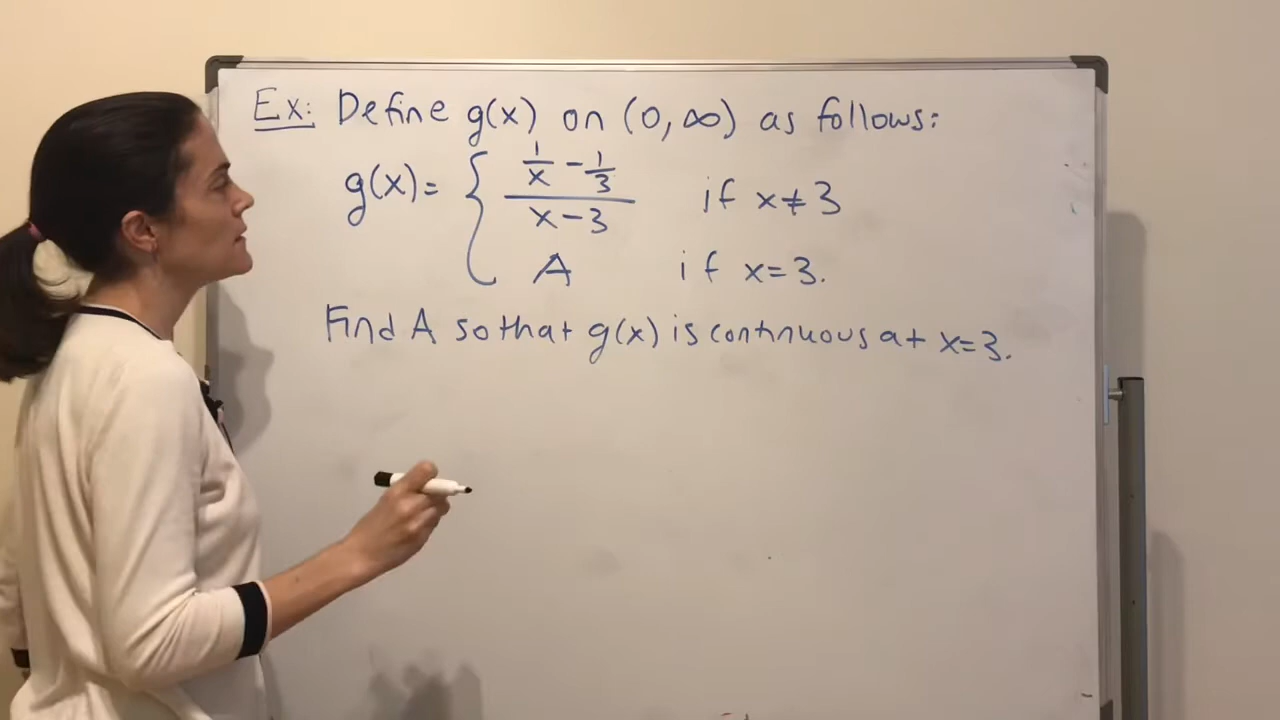 Ex: Define g(x) on (0, ∞) as follows:
g(x) = { (1/x - 1/3) / (x - 3) if x ≠ 3
A if x = 3.
Find A so that g(x) is continuous at x = 3.